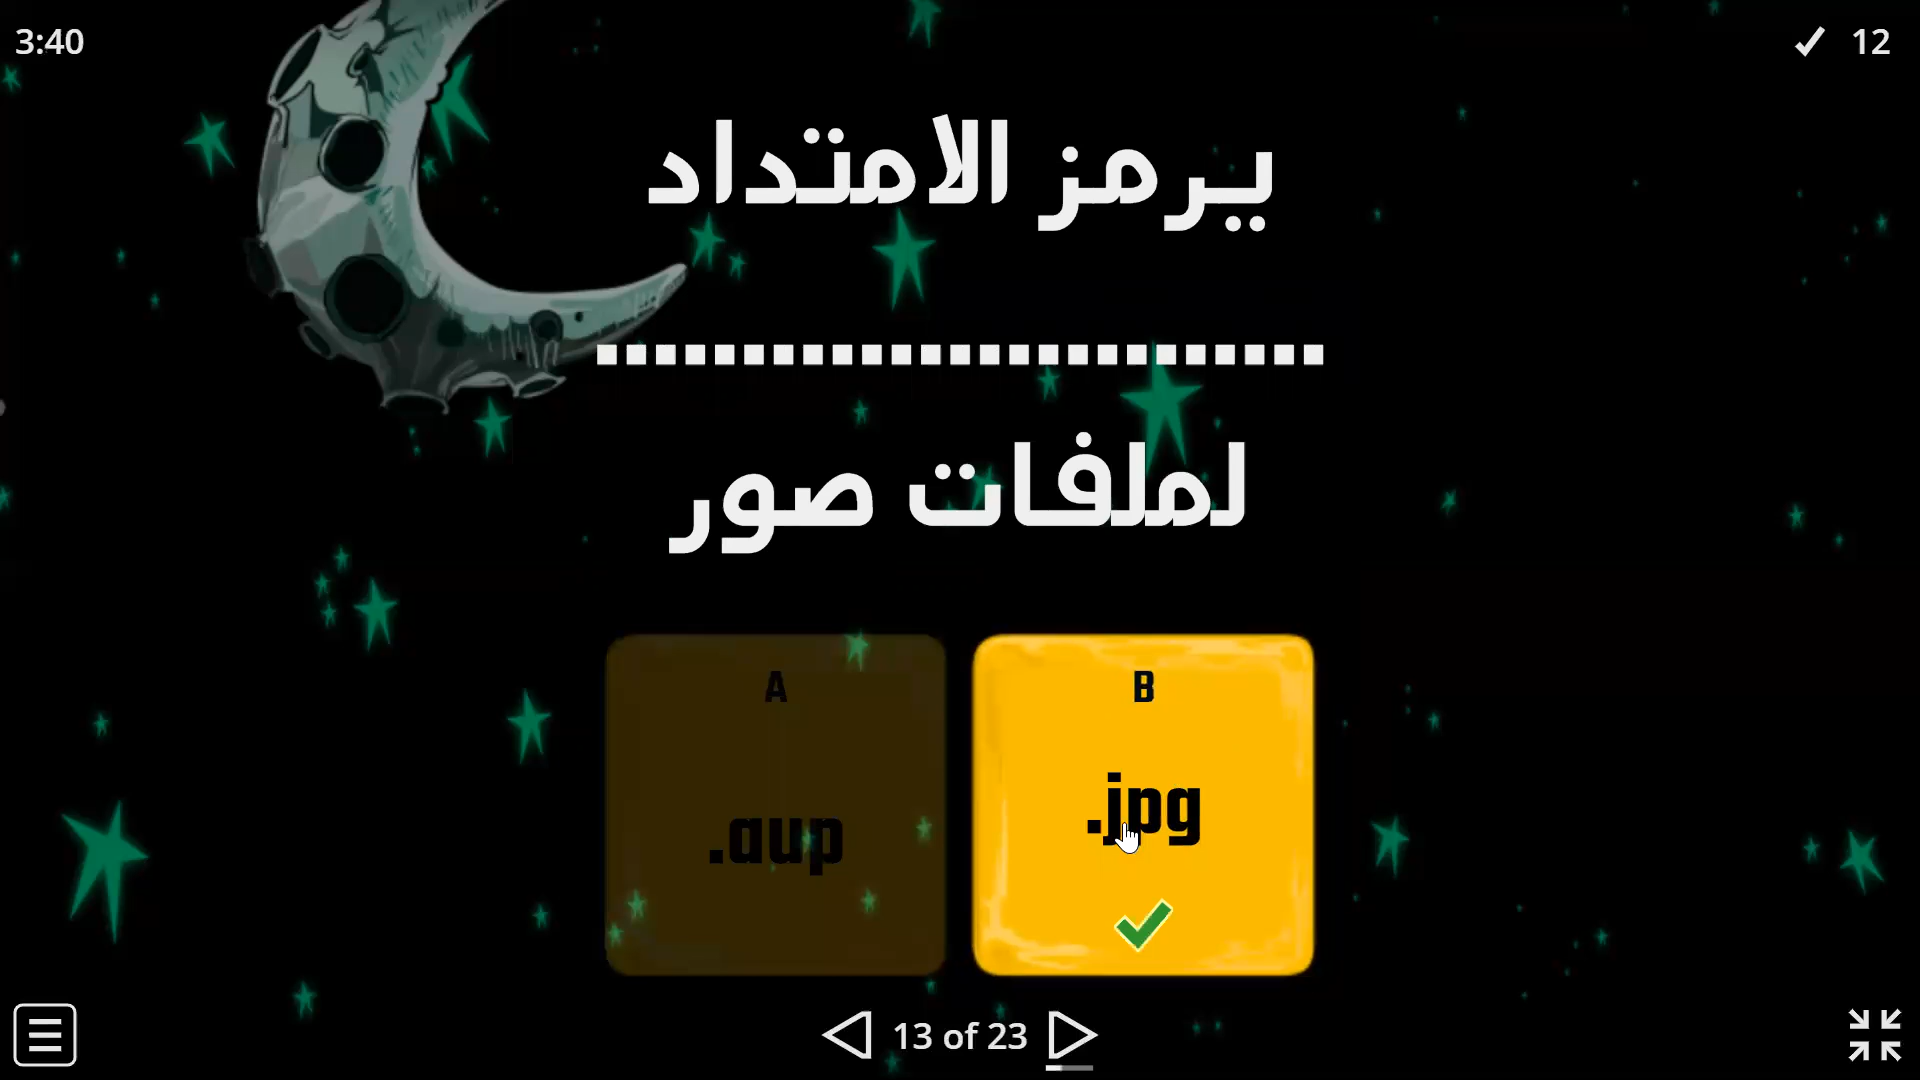 3:40
12
يرمز الامتداد
.........................
لملفات صور
A
.aup
B
.jpg
13 of 23